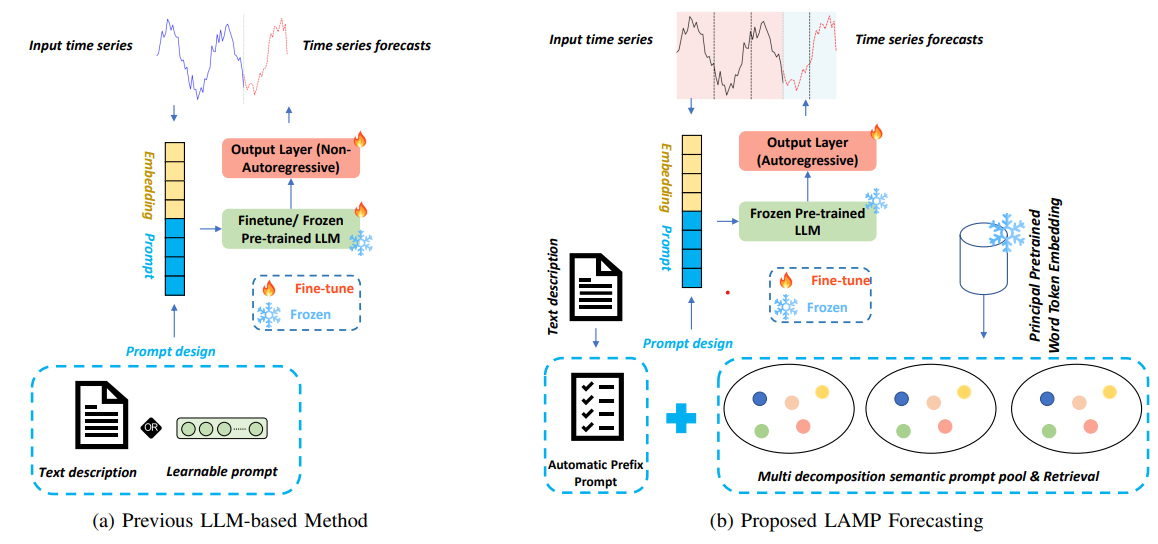 Input time series
Time series forecasts
Output Layer (Non-
Autoregressive)
Embedding
Prompt
Finetune/ Frozen
Pre-trained LLM
Fine-tune
Frozen
Prompt design
OR
Text description
Learnable prompt
(a) Previous LLM-based Method
Input time series
Time series forecasts
Output Layer
(Autoregressive)
Embedding
Prompt
Frozen Pre-trained
LLM
Fine-tune
Frozen
Text description
Prompt design
Principal Pretrained
Word Token Embedding
Automatic Prefix
Prompt
Multi decomposition semantic prompt pool & Retrieval
(b) Proposed LAMP Forecasting